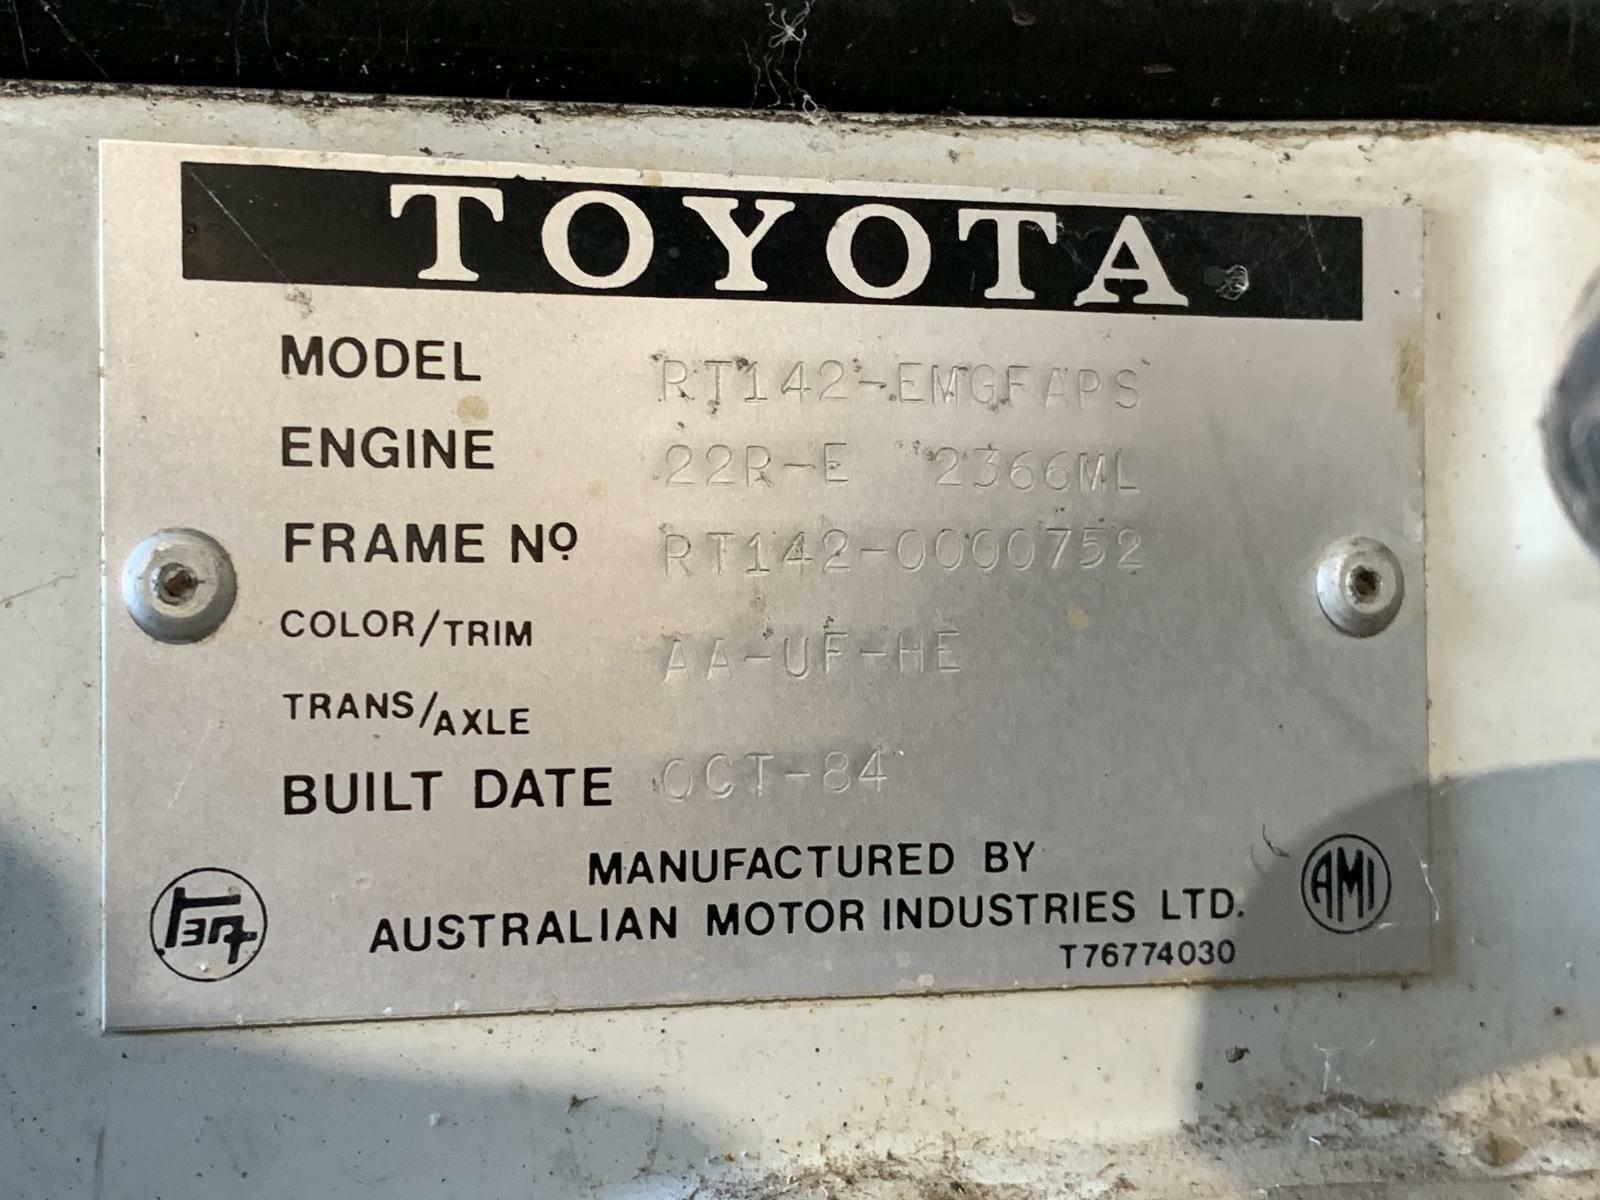 TOYOTA
MODEL RT142-EMGFAPS
ENGINE 22R-E 2366ML
FRAME Nº RT142-0000752
COLOR/TRIM AA-UF-HE
TRANS/AXLE
BUILT DATE OCT-84
MANUFACTURED BY
AUSTRALIAN MOTOR INDUSTRIES LTD.
T76774030
AMI